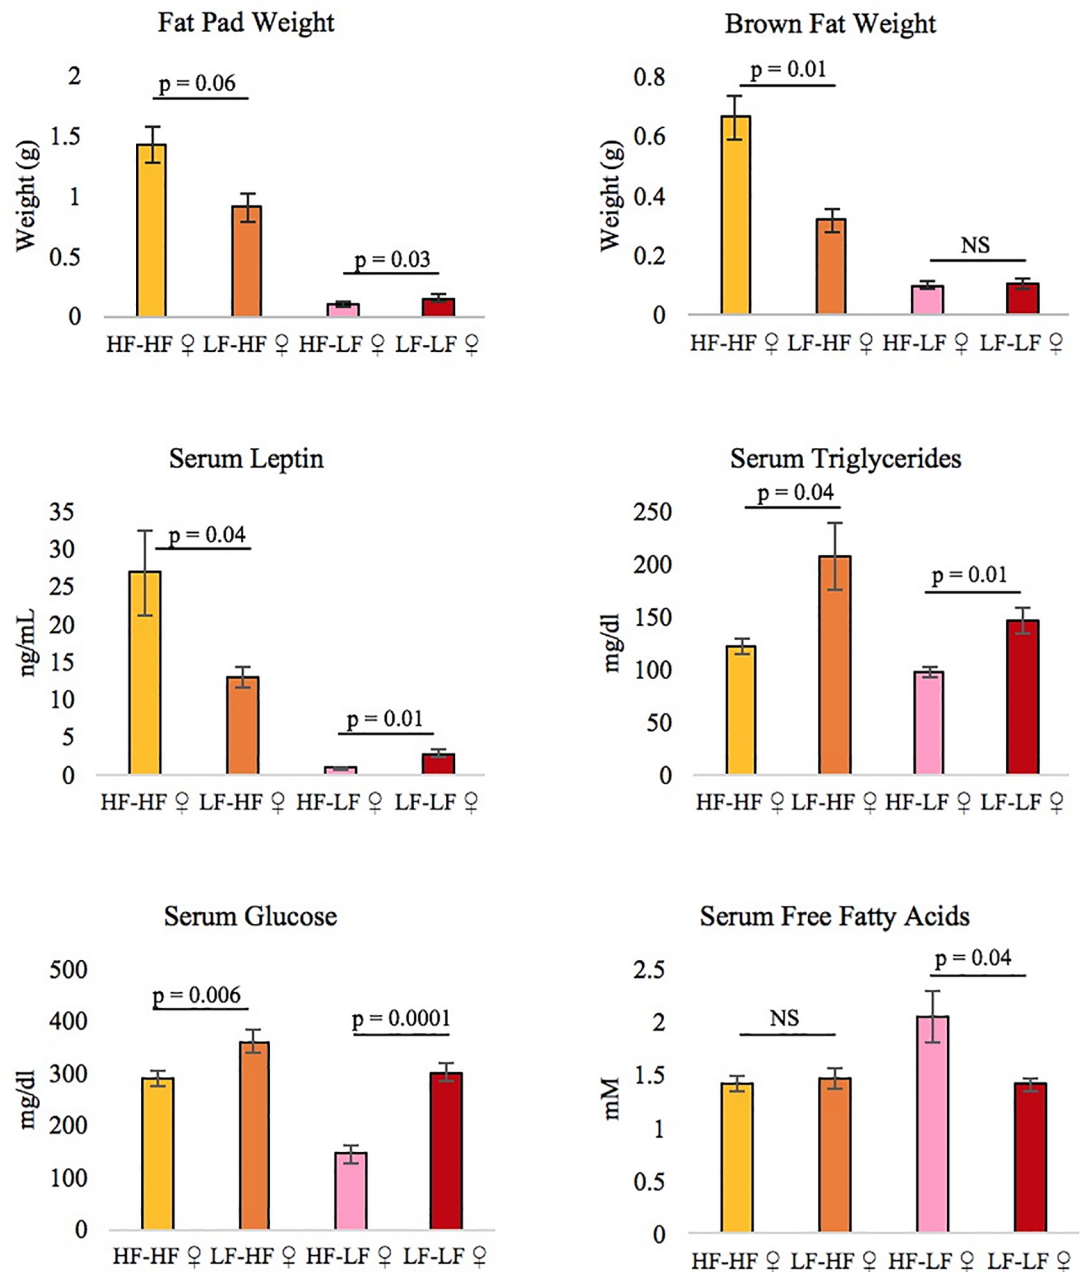 Fat Pad Weight
2
p = 0.06
1.5
Weight (g)
1
p = 0.03
0.5
0
HF-HF ♀ LF-HF ♀ HF-LF ♀ LF-LF ♀
Brown Fat Weight
0.8
p = 0.01
0.6
Weight (g)
0.4
NS
0.2
0
HF-HF ♀ LF-HF ♀ HF-LF ♀ LF-LF ♀
Serum Leptin
35
30
p = 0.04
25
20
ng/mL
15
10
p = 0.01
5
0
HF-HF ♀ LF-HF ♀ HF-LF ♀ LF-LF ♀
Serum Triglycerides
250
p = 0.04
200
p = 0.01
150
mg/dl
100
50
0
HF-HF ♀ LF-HF ♀ HF-LF ♀ LF-LF ♀
Serum Glucose
500
p = 0.006
400
p = 0.0001
300
mg/dl
200
100
0
HF-HF ♀ LF-HF ♀ HF-LF ♀ LF-LF ♀
Serum Free Fatty Acids
2.5
p = 0.04
2
NS
1.5
mM
1
0.5
0
HF-HF ♀ LF-HF ♀ HF-LF ♀ LF-LF ♀